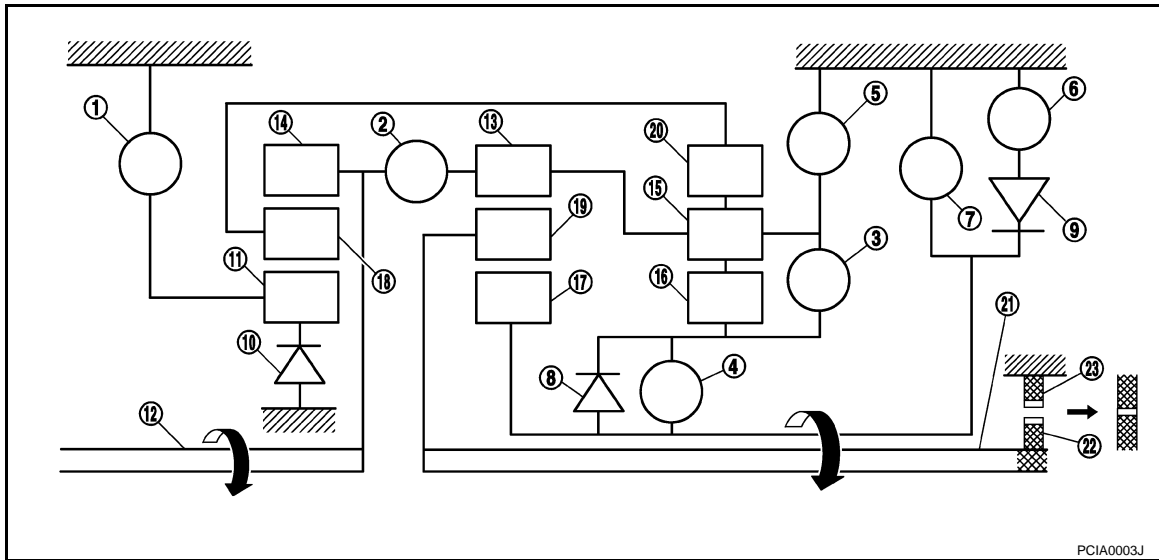 ① ② ⑤ ⑥
⑭ ⑬ ⑳
⑮
⑦ ⑨
⑲
⑪ ⑱ ③
⑰ ⑯
⑩ ㉑
⑧ ④ ㉓
⑫ ㉒
PCIA0003J